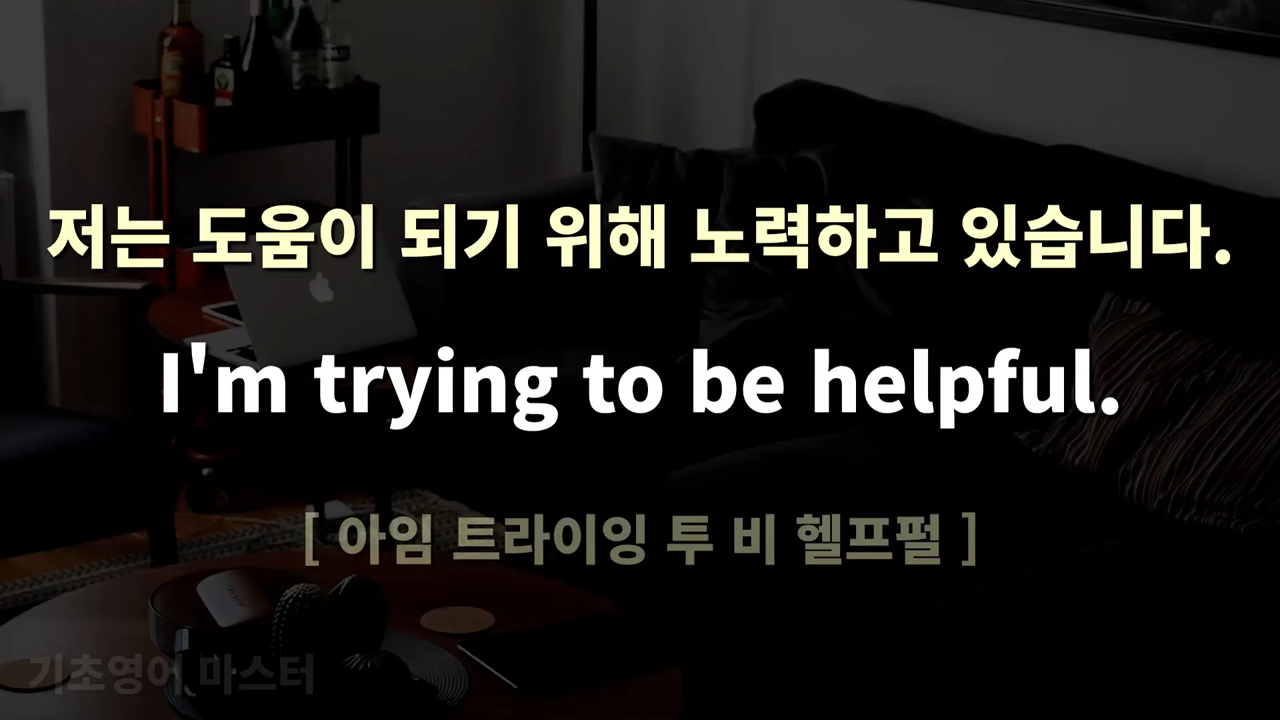 저는 도움이 되기 위해 노력하고 있습니다.
I'm trying to be helpful.
[ 아임 트라이잉 투 비 헬프펄 ]
기초영어 마스터